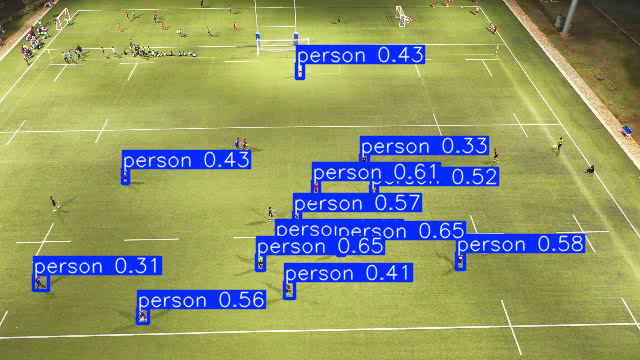 person 0.43
person 0.33
person 0.43
person 0.61
0.52
person 0.57
person 0.65
person 0.65
person 0.58
person 0.31
person 0.41
person 0.56